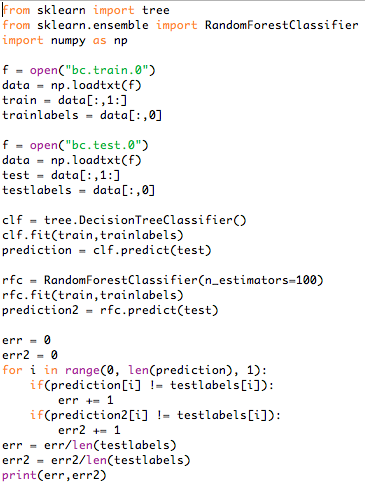 from sklearn import tree
from sklearn.ensemble import RandomForestClassifier
import numpy as np

f = open("bc.train.0")
data = np.loadtxt(f)
train = data[:,1:]
trainlabels = data[:,0]

f = open("bc.test.0")
data = np.loadtxt(f)
test = data[:,1:]
testlabels = data[:,0]

clf = tree.DecisionTreeClassifier()
clf.fit(train,trainlabels)
prediction = clf.predict(test)

rfc = RandomForestClassifier(n_estimators=100)
rfc.fit(train,trainlabels)
prediction2 = rfc.predict(test)

err = 0
err2 = 0
for i in range(0, len(prediction), 1):
    if(prediction[i] != testlabels[i]):
        err += 1
    if(prediction2[i] != testlabels[i]):
        err2 += 1
err = err/len(testlabels)
err2 = err2/len(testlabels)
print(err,err2)